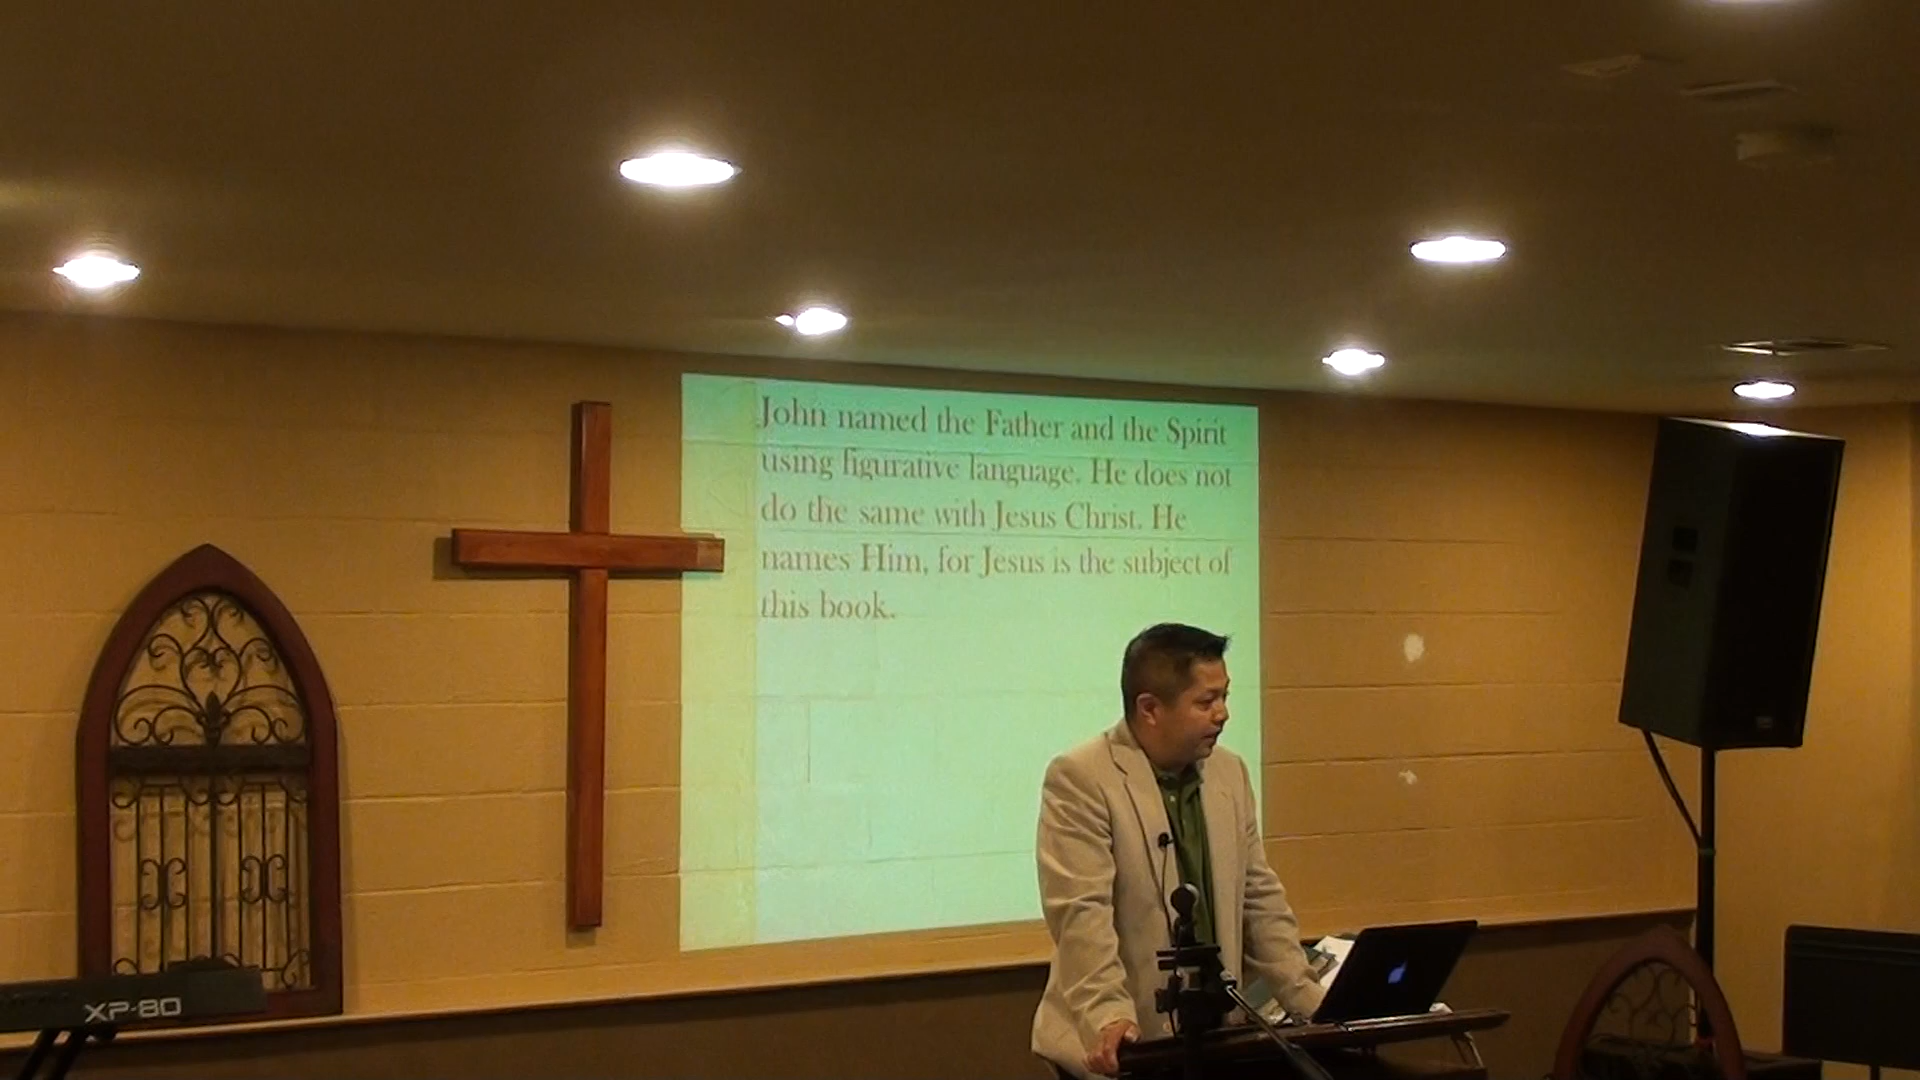 John named the Father and the Spirit
using figurative language. He does not
do the same with Jesus Christ. He
names Him, for Jesus is the subject of
this book.
XP-80